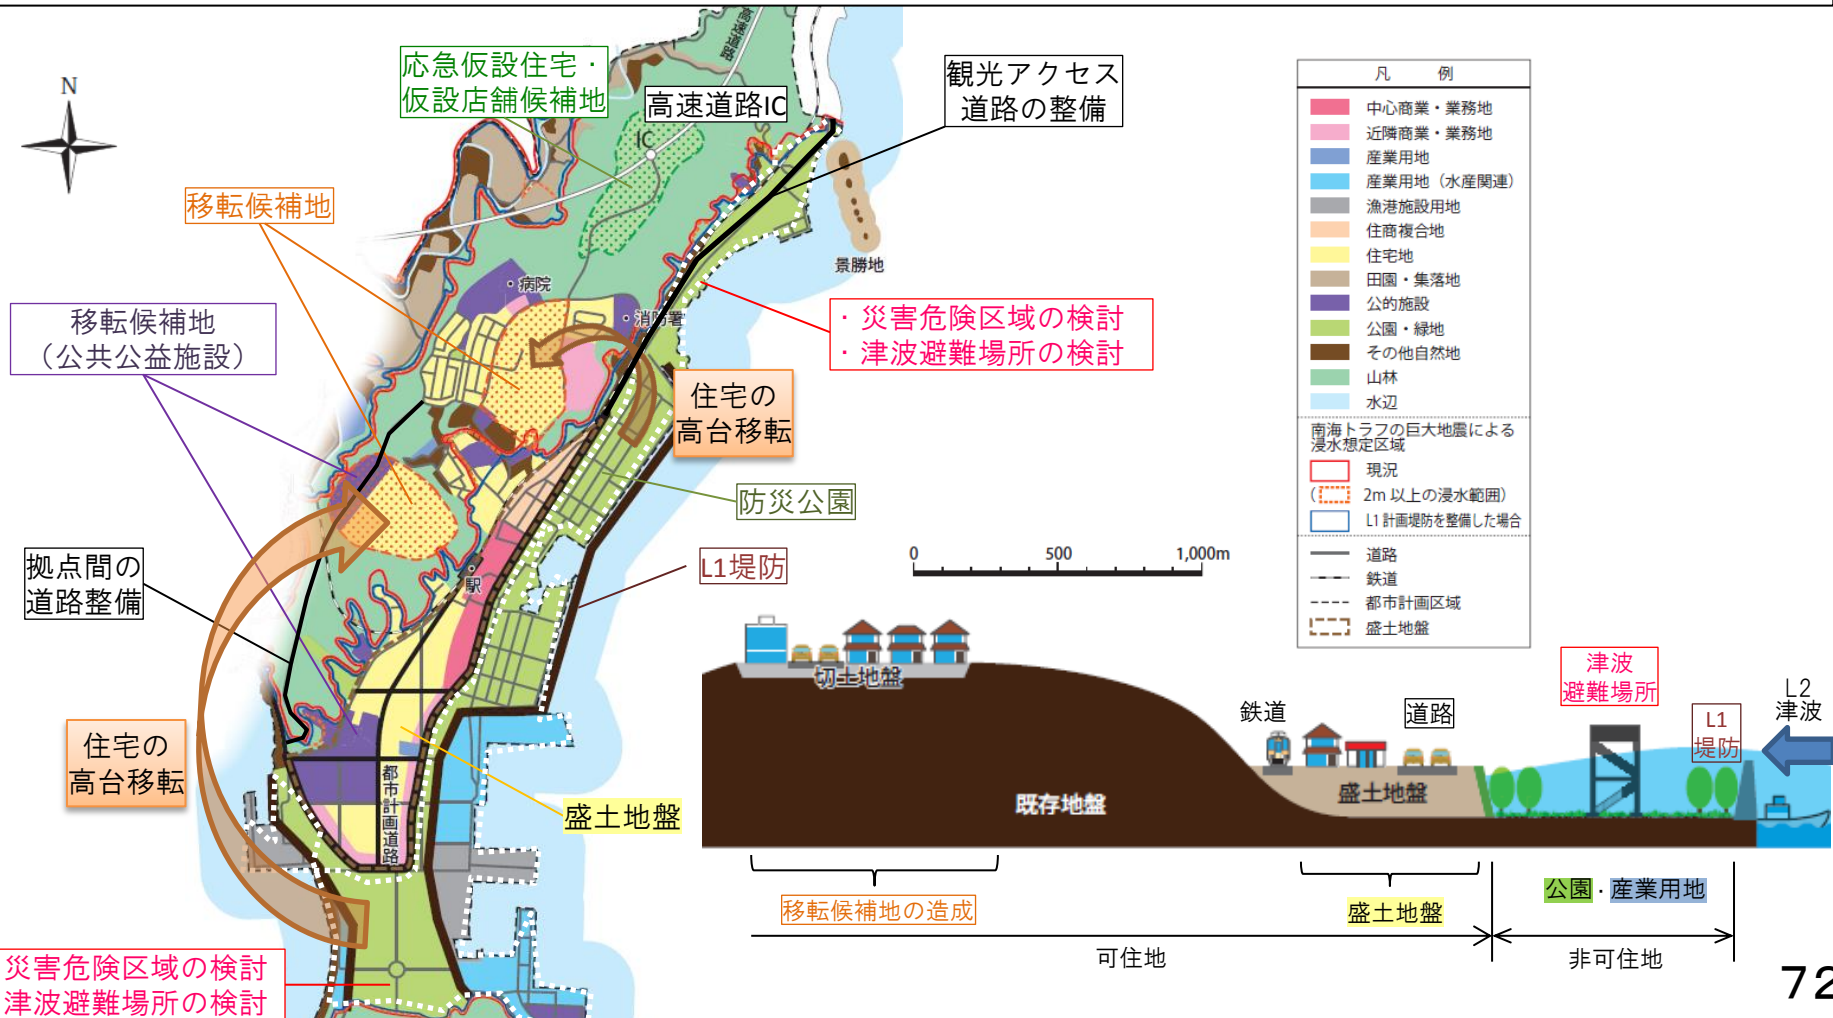 高速道路
応急仮設住宅・
仮設店舗候補地
高速道路IC
IC
観光アクセス
道路の整備
N
移転候補地
景勝地
・病院
・消防署
・災害危険区域の検討
・津波避難場所の検討
移転候補地
（公共公益施設）
住宅の
高台移転
防災公園
L1堤防
拠点間の
道路整備
・駅
住宅の
高台移転
都市計画道路
盛土地盤
災害危険区域の検討
津波避難場所の検討
凡 例
中心商業・業務地
近隣商業・業務地
産業用地
産業用地（水産関連）
漁港施設用地
住商複合地
住宅地
田園・集落地
公的施設
公園・緑地
その他自然地
山林
水辺
南海トラフの巨大地震による
浸水想定区域
現況
（ 2m 以上の浸水範囲）
L1 計画堤防を整備した場合
道路
鉄道
都市計画区域
盛土地盤
0 500 1,000m
切土地盤
鉄道
道路
津波
避難場所
L1
堤防
L2
津波
既存地盤
盛土地盤
移転候補地の造成
盛土地盤
公園・産業用地
可住地
非可住地
72